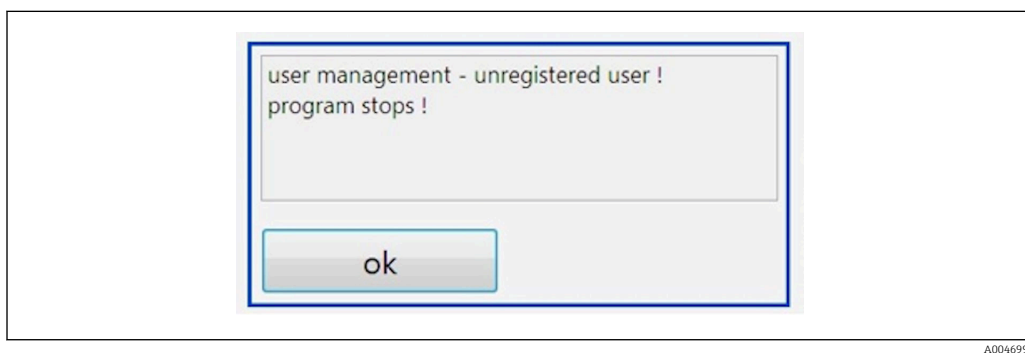 user management - unregistered user !
program stops !
ok